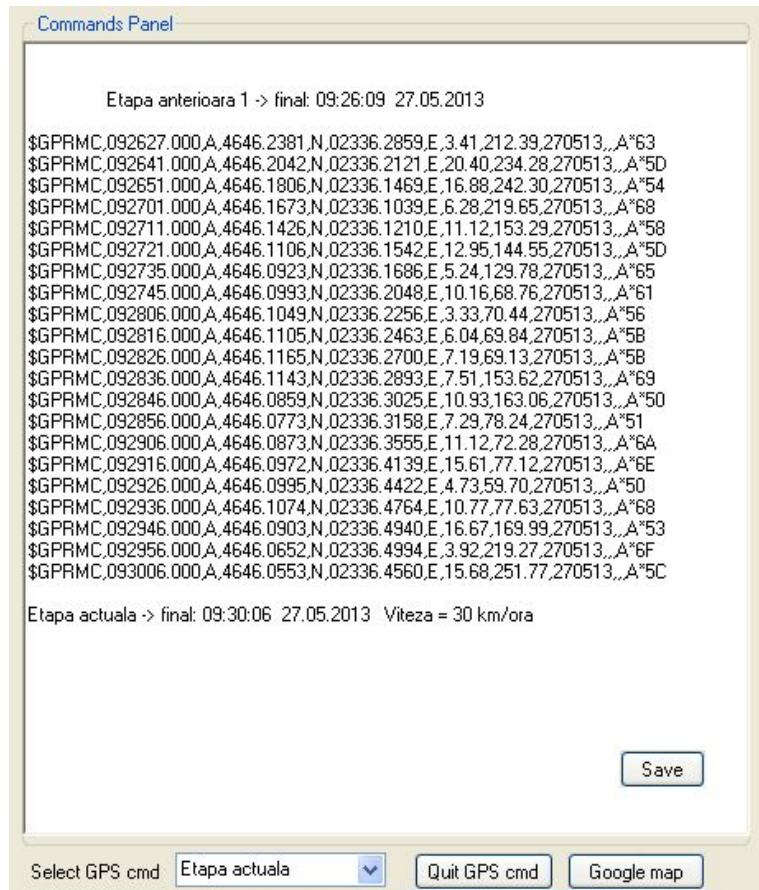 Commands Panel
Etapa anterioara 1 -> final: 09:26:09 27.05.2013
$GPRMC,092627.000,A,4646.2381,N,02336.2859,E,3.41,212.39,270513,,,A*63
$GPRMC,092641.000,A,4646.2042,N,02336.2121,E,20.40,234.28,270513,,,A*5D
$GPRMC,092651.000,A,4646.1806,N,02336.1469,E,16.88,242.30,270513,,,A*54
$GPRMC,092701.000,A,4646.1673,N,02336.1039,E,6.28,219.65,270513,,,A*68
$GPRMC,092711.000,A,4646.1426,N,02336.1210,E,11.12,153.29,270513,,,A*58
$GPRMC,092721.000,A,4646.1106,N,02336.1542,E,12.95,144.55,270513,,,A*5D
$GPRMC,092735.000,A,4646.0923,N,02336.1686,E,5.24,129.78,270513,,,A*65
$GPRMC,092745.000,A,4646.0993,N,02336.2048,E,10.16,68.76,270513,,,A*61
$GPRMC,092806.000,A,4646.1049,N,02336.2256,E,3.33,70.44,270513,,,A*56
$GPRMC,092816.000,A,4646.1105,N,02336.2463,E,6.04,69.84,270513,,,A*5B
$GPRMC,092826.000,A,4646.1165,N,02336.2700,E,7.19,69.13,270513,,,A*5B
$GPRMC,092836.000,A,4646.1143,N,02336.2893,E,7.51,153.62,270513,,,A*69
$GPRMC,092846.000,A,4646.0859,N,02336.3025,E,10.93,163.06,270513,,,A*50
$GPRMC,092856.000,A,4646.0773,N,02336.3158,E,7.29,78.24,270513,,,A*51
$GPRMC,092906.000,A,4646.0873,N,02336.3555,E,11.12,72.28,270513,,,A*6A
$GPRMC,092916.000,A,4646.0972,N,02336.4139,E,15.61,77.12,270513,,,A*6E
$GPRMC,092926.000,A,4646.0995,N,02336.4422,E,4.73,59.70,270513,,,A*50
$GPRMC,092936.000,A,4646.1074,N,02336.4764,E,10.77,77.63,270513,,,A*68
$GPRMC,092946.000,A,4646.0903,N,02336.4940,E,16.67,169.99,270513,,,A*53
$GPRMC,092956.000,A,4646.0652,N,02336.4994,E,3.92,219.27,270513,,,A*6F
$GPRMC,093006.000,A,4646.0553,N,02336.4560,E,15.68,251.77,270513,,,A*5C
Etapa actuala -> final: 09:30:06 27.05.2013 Viteza = 30 km/ora
Save
Select GPS cmd Etapa actuala Quit GPS cmd Google map